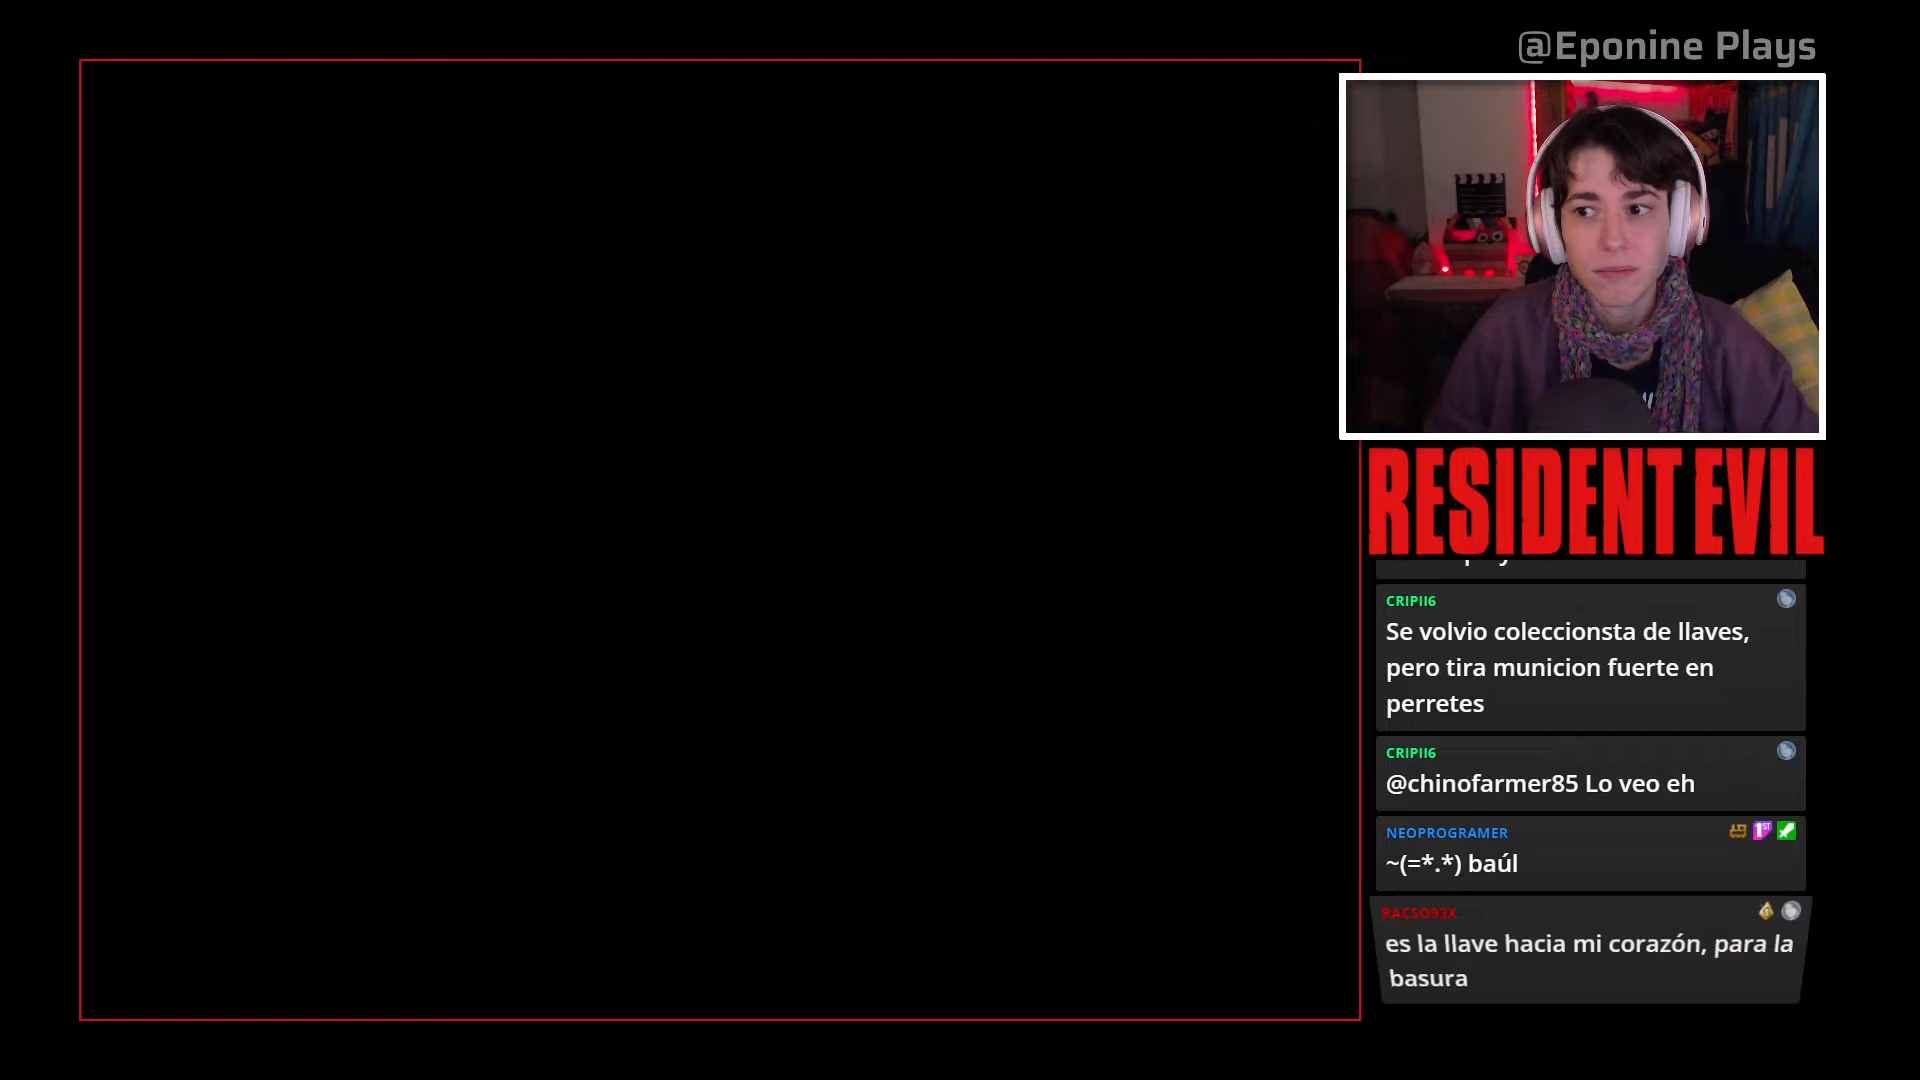 @Eponine Plays
RESIDENT EVIL
CRIPII6
Se volvio coleccionsta de llaves,
pero tira municion fuerte en
perretes
CRIPII6
@chinofarmer85 Lo veo eh
NEOPROGRAMER
~(=*.*) baúl
RACSO93X
es la llave hacia mi corazón, para la
basura